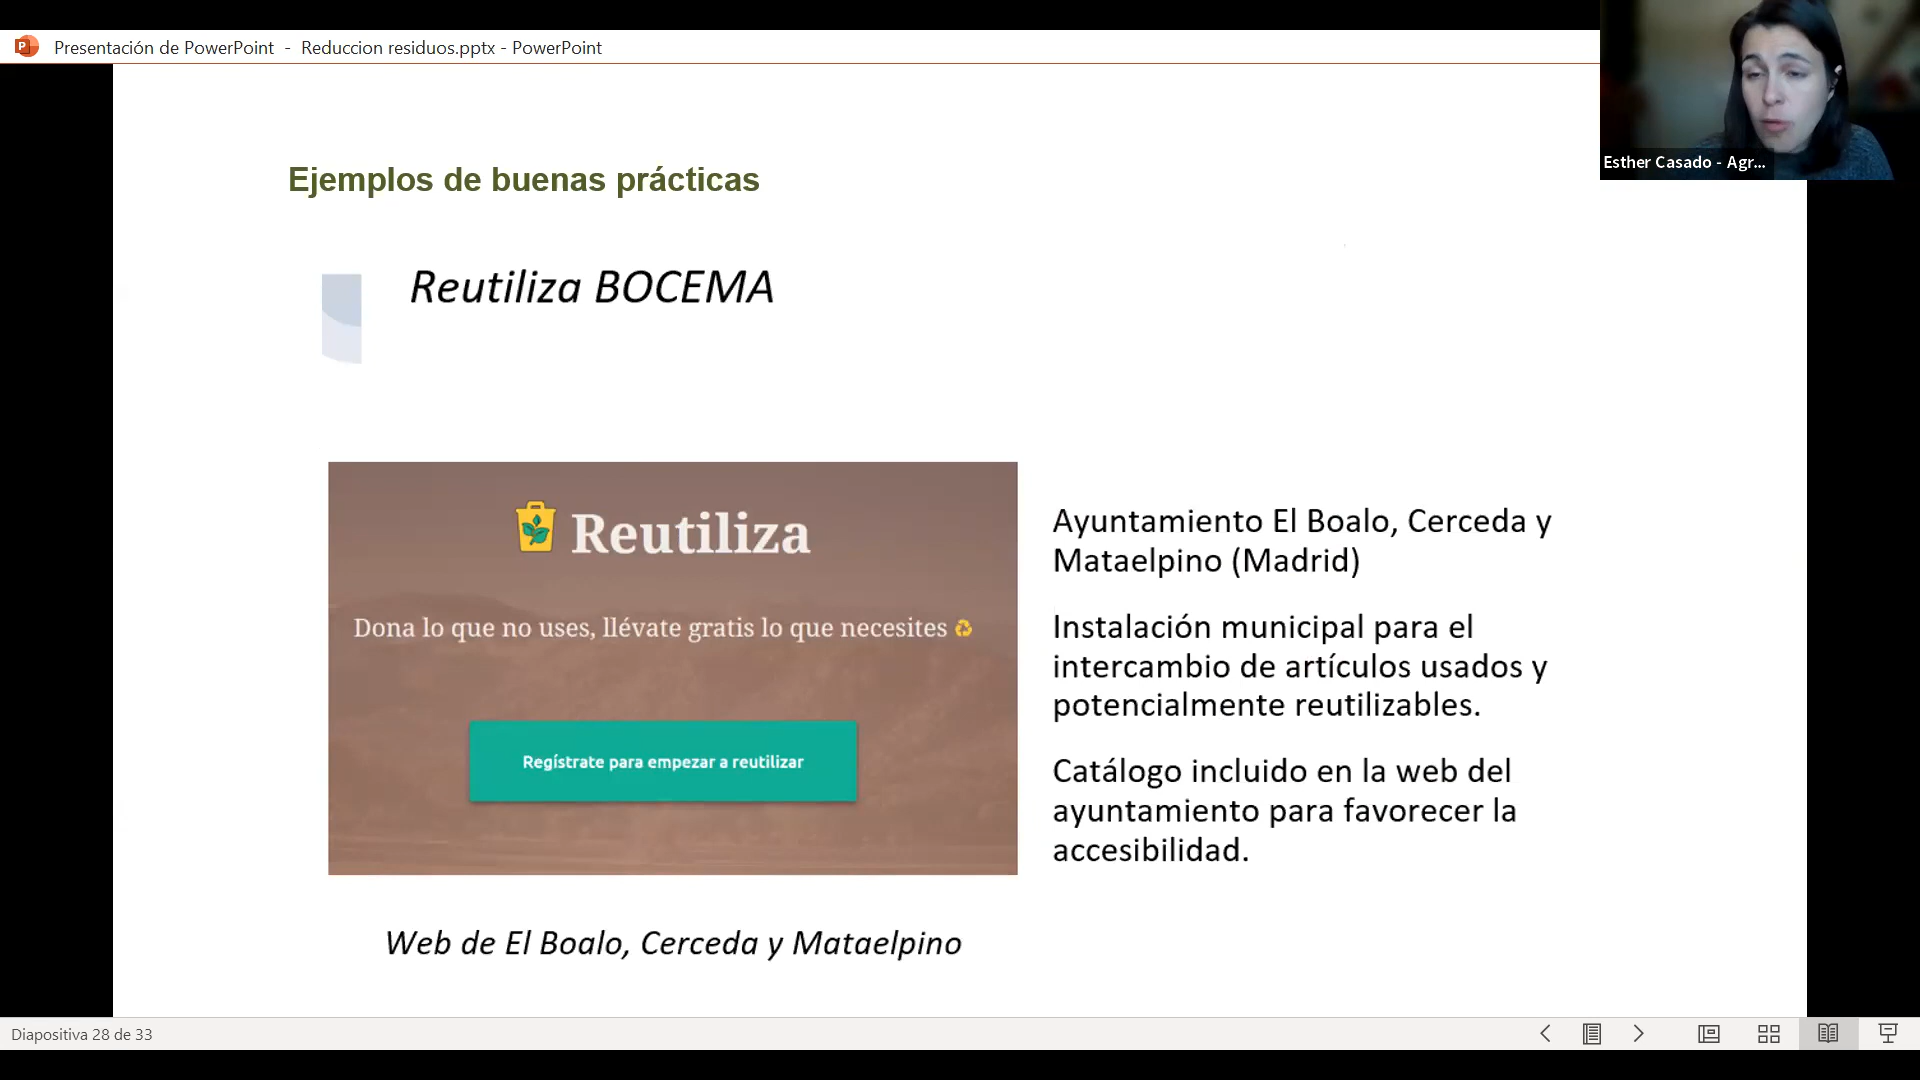 Presentación de PowerPoint - Reduccion residuos.pptx - PowerPoint
Esther Casado - Agr...
Ejemplos de buenas prácticas
Reutiliza BOCEMA
Reutiliza
Dona lo que no uses, llévate gratis lo que necesites
Regístrate para empezar a reutilizar
Web de El Boalo, Cerceda y Mataelpino
Ayuntamiento El Boalo, Cerceda y
Mataelpino (Madrid)
Instalación municipal para el
intercambio de artículos usados y
potencialmente reutilizables.
Catálogo incluido en la web del
ayuntamiento para favorecer la
accesibilidad.
Diapositiva 28 de 33